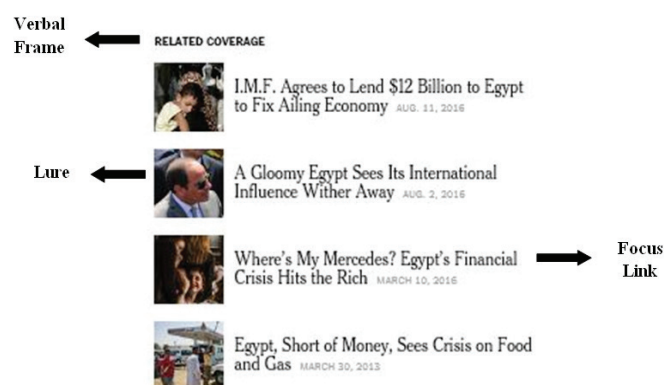 Verbal
Frame
RELATED COVERAGE
I.M.F. Agrees to Lend $12 Billion to Egypt
to Fix Ailing Economy AUG. 11, 2016
Lure
A Gloomy Egypt Sees Its International
Influence Wither Away AUG. 2, 2016
Where's My Mercedes? Egypt's Financial
Crisis Hits the Rich MARCH 10, 2016
Focus
Link
Egypt, Short of Money, Sees Crisis on Food
and Gas MARCH 30, 2013